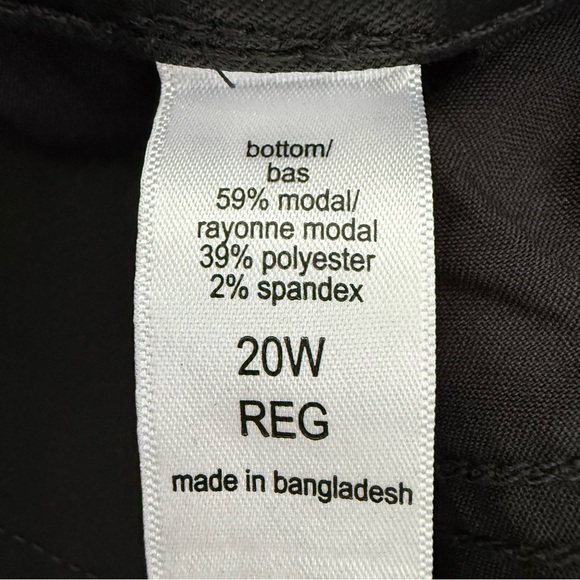 bottom/
bas
59% modal/
rayonne modal
39% polyester
2% spandex
20W
REG
made in bangladesh